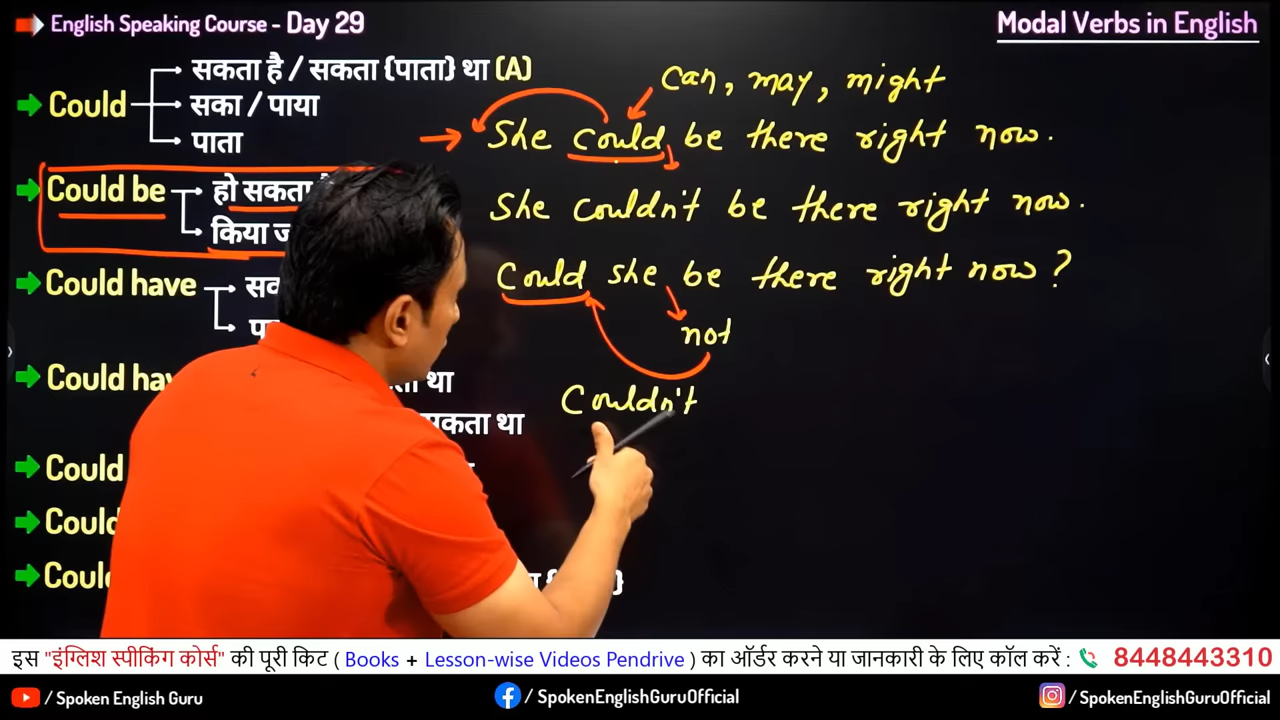 English Speaking Course - Day 29
Modal Verbs in English
Could
सकता है / सकता {पाता} था (A)
सका / पाया
पाता
Could be
हो सकता
किया
Could have
Could
था
सकता था
Could
Could
Could
can, may, might
She could be there right now.
She couldn't be there right now.
Could she be there right now?
not
Couldn't
इस "इंग्लिश स्पीकिंग कोर्स" की पूरी किट ( Books + Lesson-wise Videos Pendrive ) का ऑर्डर करने या जानकारी के लिए कॉल करें : 8448443310
/ Spoken English Guru
/ SpokenEnglishGuruOfficial
/ SpokenEnglishGuruOfficial